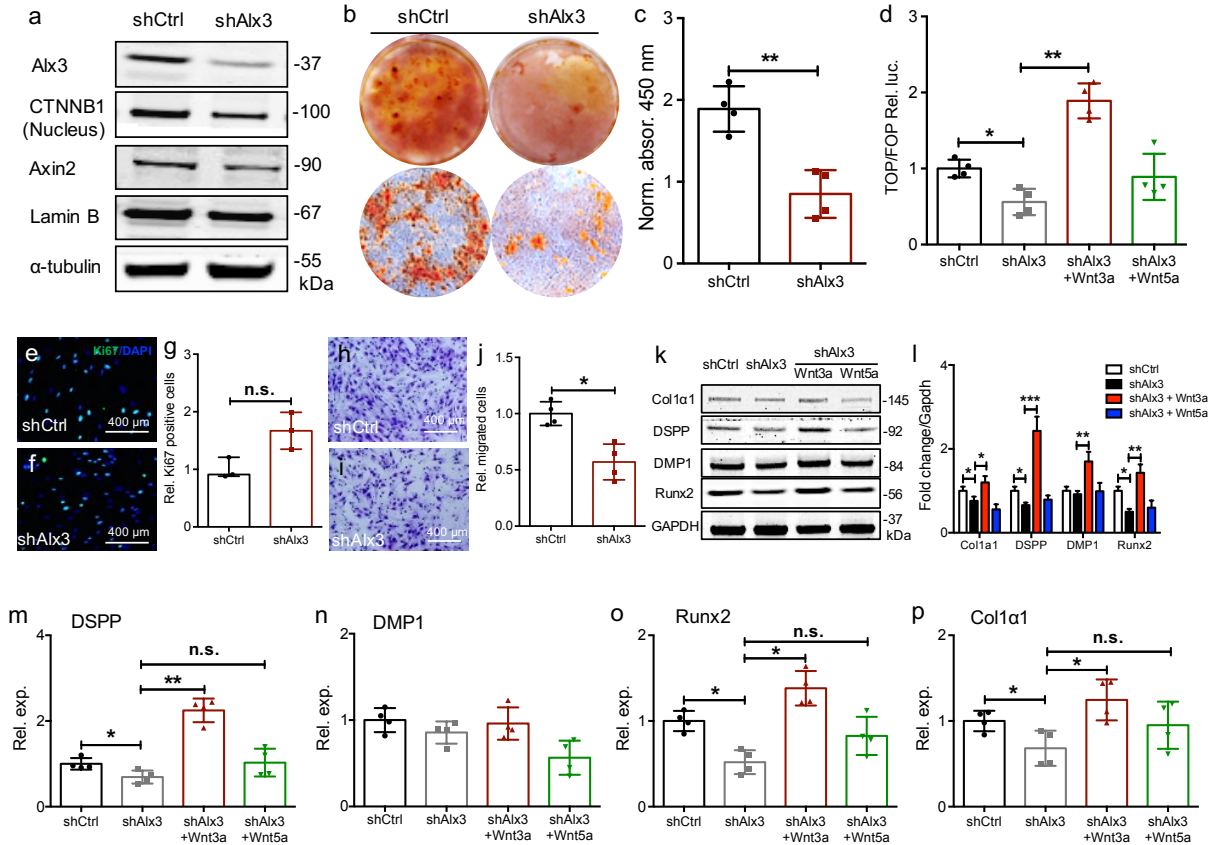 a
shCtrl shAlx3
Alx3
-37
CTNNB1
(Nucleus)
-100
Axin2
-90
Lamin B
-67
α-tubulin
-55
kDa
b
shCtrl shAlx3
c
Norm. absor. 450 nm
3
2
1
0
**
shCtrl
shAlx3
d
TOP/FOP Rel. luc.
3
2
1
0
*
**
shCtrl
shAlx3
shAlx3
+Wnt3a
shAlx3
+Wnt5a
e
Ki67/DAPI
shCtrl
400 µm
f
shAlx3
400 µm
g
Rel. Ki67 positive cells
3
2
1
0
n.s.
shCtrl
shAlx3
h
shCtrl
400 µm
i
shAlx3
400 µm
j
Rel. migrated cells
1.5
1.0
0.5
0.0
*
shCtrl
shAlx3
k
shAlx3
shCtrl shAlx3 Wnt3a Wnt5a
Col1α1
-145
DSPP
-92
DMP1
-84
Runx2
-56
GAPDH
-37
kDa
l
shCtrl
shAlx3
shAlx3 + Wnt3a
shAlx3 + Wnt5a
Fold change/Gapdh
4
3
2
1
0
* *
* ***
**
* **
Col1a1
DSPP
DMP1
Runx2
m
DSPP
Rel. exp.
4
2
0
n.s.
**
*
shCtrl
shAlx3
shAlx3
+Wnt3a
shAlx3
+Wnt5a
n
DMP1
Rel. exp.
2
1
0
shCtrl
shAlx3
shAlx3
+Wnt3a
shAlx3
+Wnt5a
o
Runx2
Rel. exp.
2
1
0
n.s.
*
*
shCtrl
shAlx3
shAlx3
+Wnt3a
shAlx3
+Wnt5a
p
Col1α1
Rel. exp.
2
1
0
n.s.
*
*
shCtrl
shAlx3
shAlx3
+Wnt3a
shAlx3
+Wnt5a